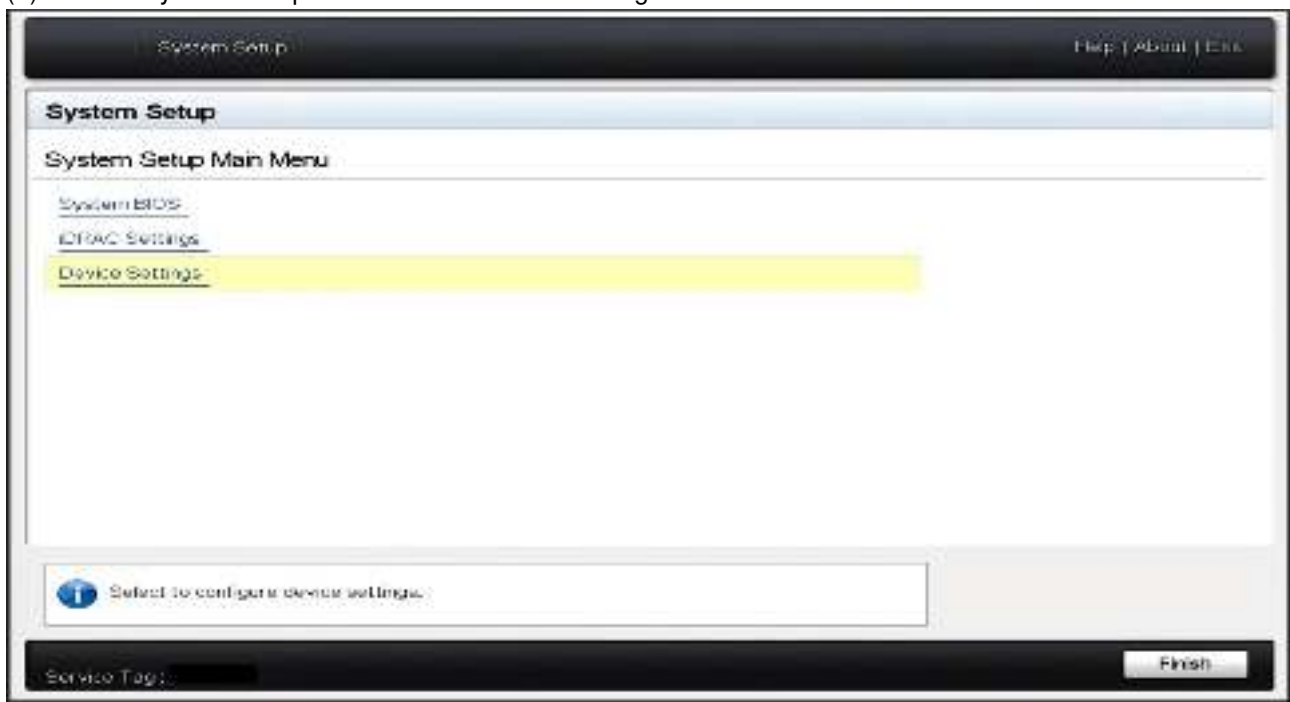 System Setup
Help | About | Exit
System Setup
System Setup Main Menu
System BIOS
iDRAC Settings
Device Settings
Select to configure device settings.
Service Tag:
Finish